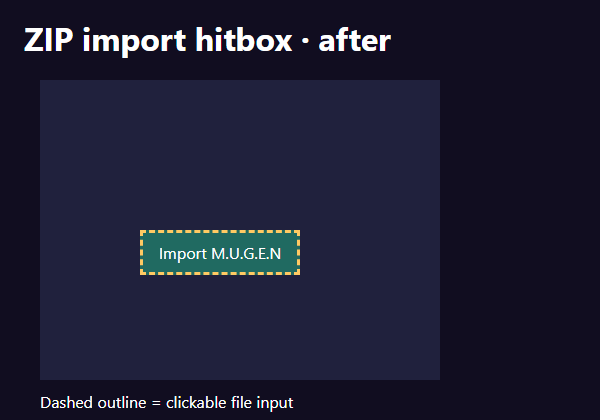 ZIP import hitbox · after
Import M.U.G.E.N
Dashed outline = clickable file input